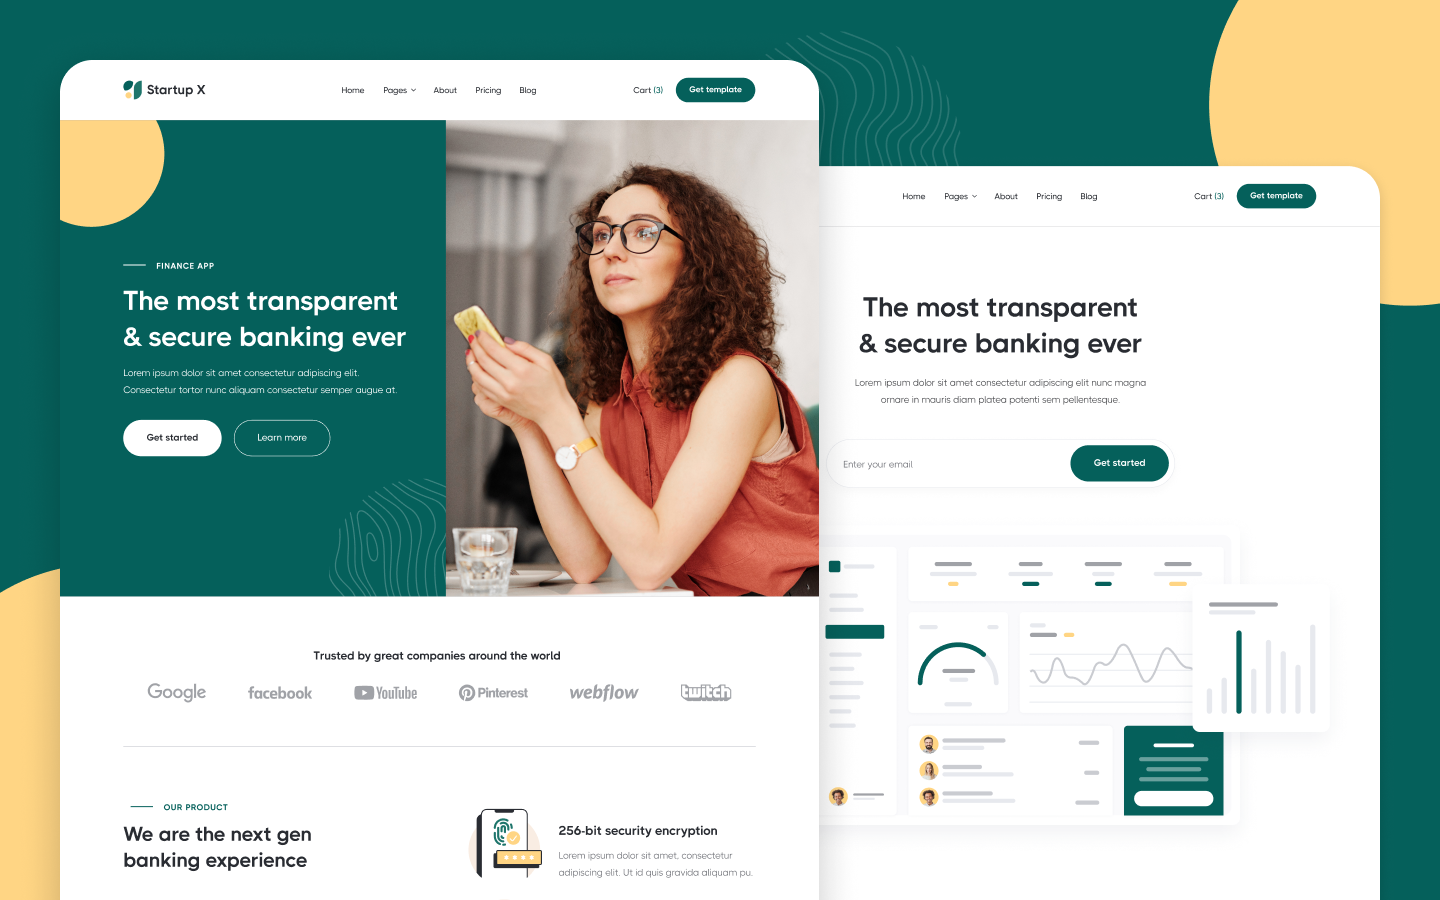 Startup X
Home Pages About Pricing Blog
Cart (3)
Get template
FINANCE APP
The most transparent
& secure banking ever
Lorem ipsum dolor sit amet consectetur adipiscing elit.
Consectetur tortor nunc aliquam consectetur semper augue at.
Get started
Learn more
Trusted by great companies around the world
Google facebook YouTube Pinterest webflow twitch
OUR PRODUCT
We are the next gen
banking experience
256-bit security encryption
Lorem ipsum dolor sit amet, consectetur
adipiscing elit. Ut id quis gravida aliquam pu.
Home Pages About Pricing Blog
Cart (3)
Get template
The most transparent
& secure banking ever
Lorem ipsum dolor sit amet consectetur adipiscing elit nunc magna
ornare in mauris diam platea potenti sem pellentesque.
Enter your email
Get started